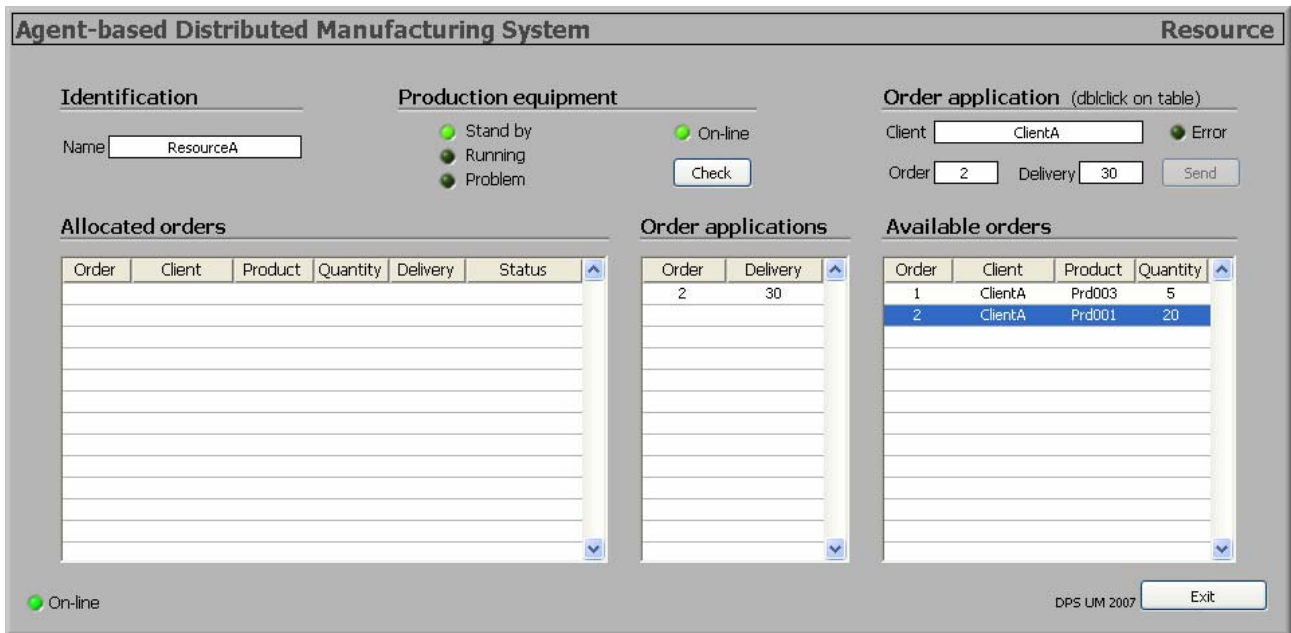 Agent-based Distributed Manufacturing System Resource
Identification
Name ResourceA
Production equipment
Stand by
Running
Problem
On-line
Check
Order application (dblclick on table)
Client ClientA Error
Order 2 Delivery 30 Send
Allocated orders
Order Client Product Quantity Delivery Status
Order applications
Order Delivery
2 30
Available orders
Order Client Product Quantity
1 ClientA Prd003 5
2 ClientA Prd001 20
On-line
DPS UM 2007 Exit